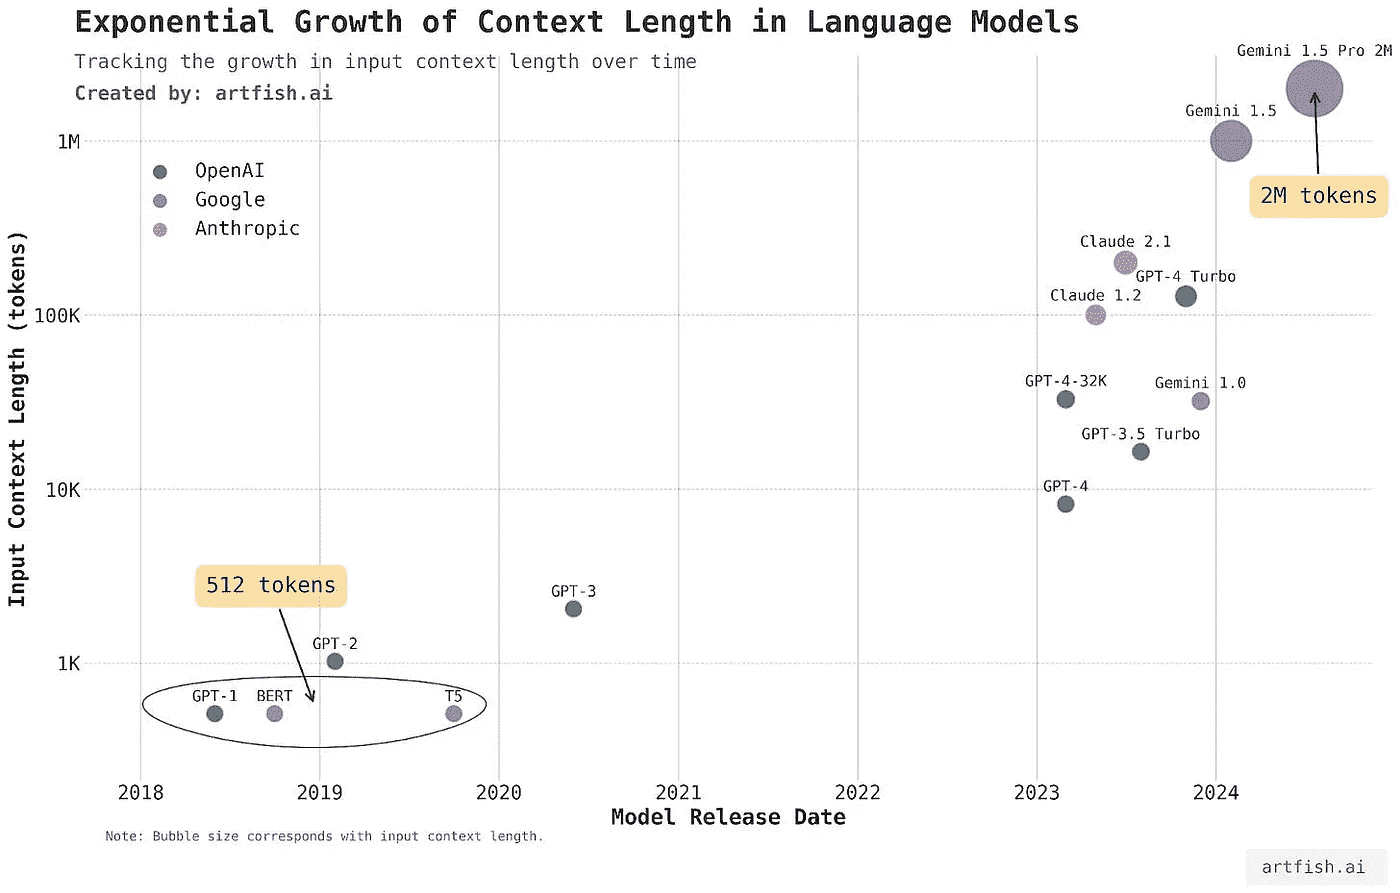 Exponential Growth of Context Length in Language Models
Tracking the growth in input context length over time
Created by: artfish.ai
OpenAI
Google
Anthropic
Gemini 1.5 Pro 2M
Gemini 1.5
2M tokens
Claude 2.1
GPT-4 Turbo
Claude 1.2
GPT-4-32K
Gemini 1.0
GPT-3.5 Turbo
GPT-4
512 tokens
GPT-3
GPT-2
GPT-1 BERT T5
Input Context Length (tokens)
1M
100K
10K
1K
2018 2019 2020 2021 2022 2023 2024
Model Release Date
Note: Bubble size corresponds with input context length.
artfish.ai